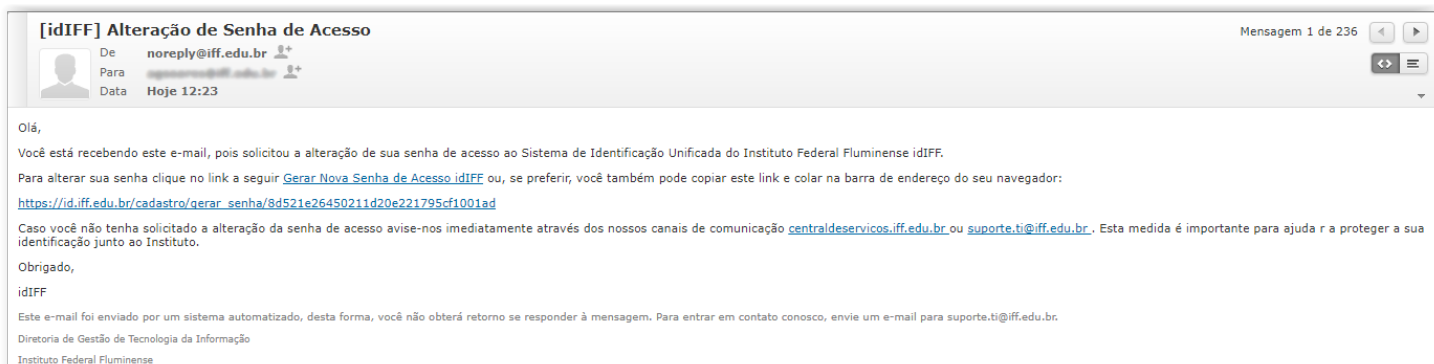 [idIFF] Alteração de Senha de Acesso
Mensagem 1 de 236
De noreply@iff.edu.br
Para
Data Hoje 12:23
Olá,
Você está recebendo este e-mail, pois solicitou a alteração de sua senha de acesso ao Sistema de Identificação Unificada do Instituto Federal Fluminense idIFF.
Para alterar sua senha clique no link a seguir Gerar Nova Senha de Acesso idIFF ou, se preferir, você também pode copiar este link e colar na barra de endereço do seu navegador:
https://id.iff.edu.br/cadastro/gerar_senha/8d521e26450211d20e221795cf1001ad
Caso você não tenha solicitado a alteração da senha de acesso avise-nos imediatamente através dos nossos canais de comunicação centraldeservicos.iff.edu.br ou suporte.ti@iff.edu.br . Esta medida é importante para ajuda r a proteger a sua
identificação junto ao Instituto.
Obrigado,
idIFF
Este e-mail foi enviado por um sistema automatizado, desta forma, você não obterá retorno se responder à mensagem. Para entrar em contato conosco, envie um e-mail para suporte.ti@iff.edu.br.
Diretoria de Gestão de Tecnologia da Informação
Instituto Federal Fluminense